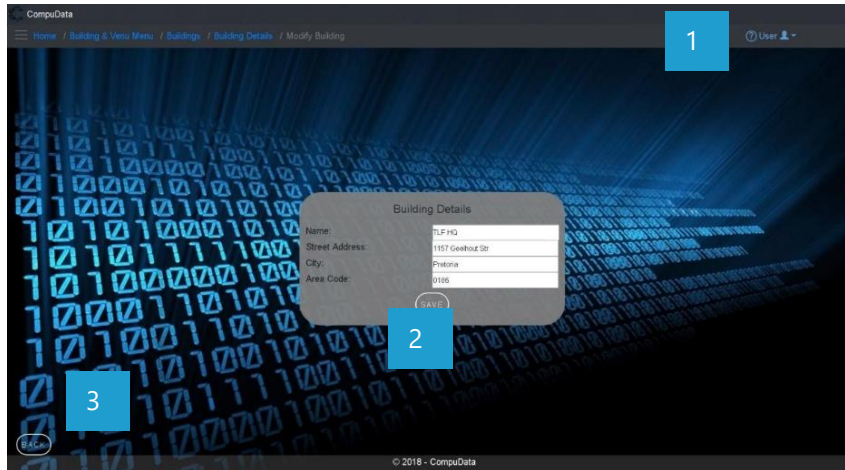 CompuData
Home / Building & Venu Menu / Buildings / Building Details / Modify Building
1
User
Building Details
Name: TLF HQ
Street Address: 1157 Geelhout Str
City: Pretoria
Area Code: 0186
SAVE
2
3
BACK
© 2018 - CompuData